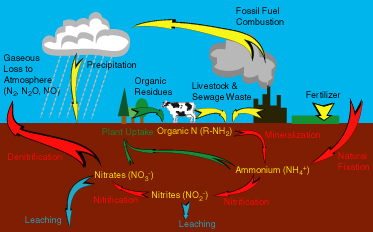 Fossil Fuel
Combustion
Gaseous
Loss to
Atmosphere
(N₂, N₂O, NO)
Precipitation
Organic
Residues
Livestock &
Sewage Waste
Fertilizer
Plant Uptake
Organic N (R-NH₂)
Mineralization
Denitrification
Natural
Fixation
Ammonium (NH₄⁺)
Nitrates (NO₃⁻)
Nitrification
Nitrites (NO₂⁻)
Nitrification
Leaching
Leaching